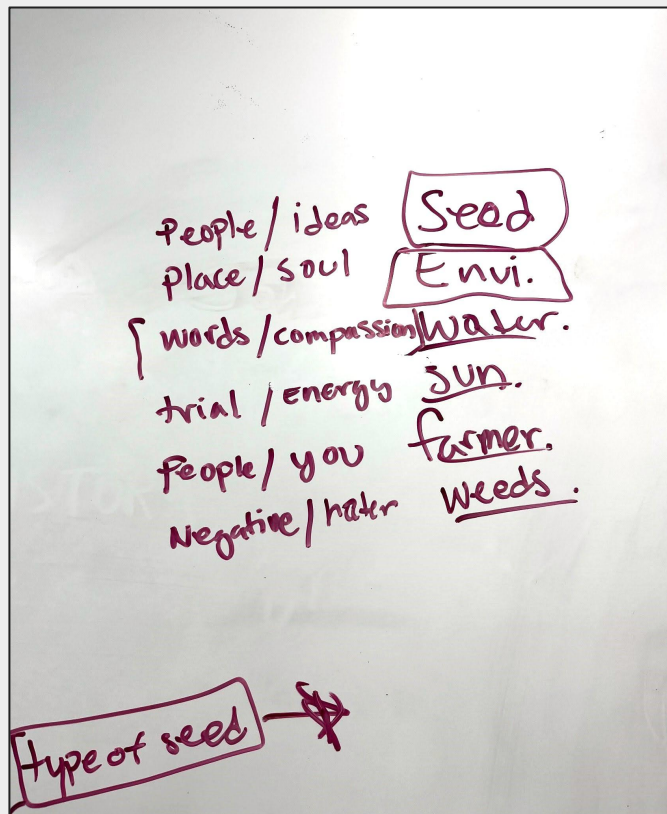 People / ideas Seed
place / soul Envi.
words / compassion / water.
trial / Energy sun.
People / you farmer.
Negative / hater weeds.
type of seed